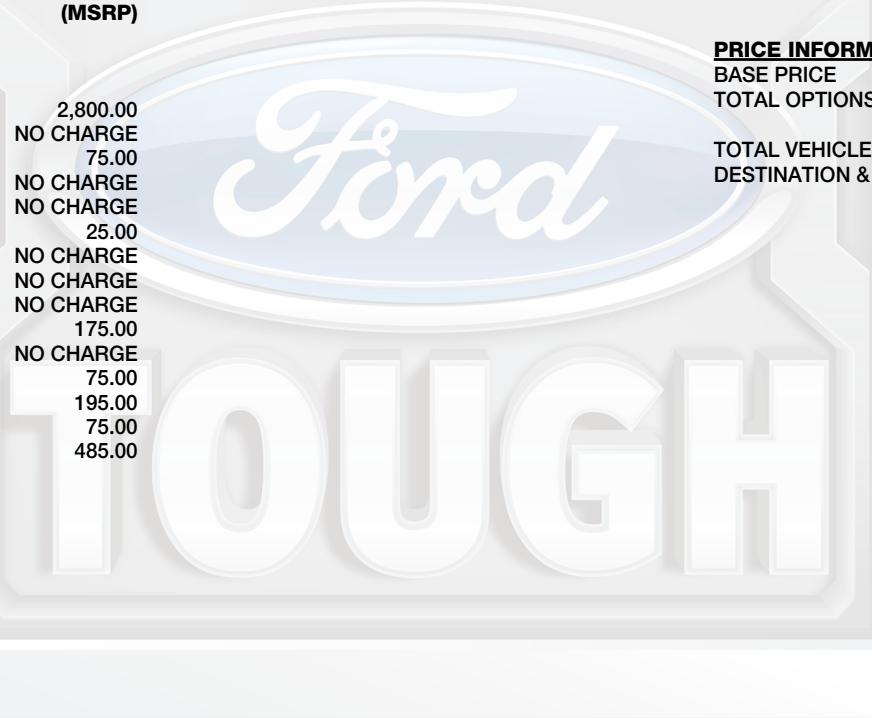 (MSRP)
2,800.00
NO CHARGE
75.00
NO CHARGE
NO CHARGE
25.00
NO CHARGE
NO CHARGE
NO CHARGE
175.00
NO CHARGE
75.00
195.00
75.00
485.00
PRICE INFORM
BASE PRICE
TOTAL OPTIONS
TOTAL VEHICLE
DESTINATION &
Ford
TOUGH